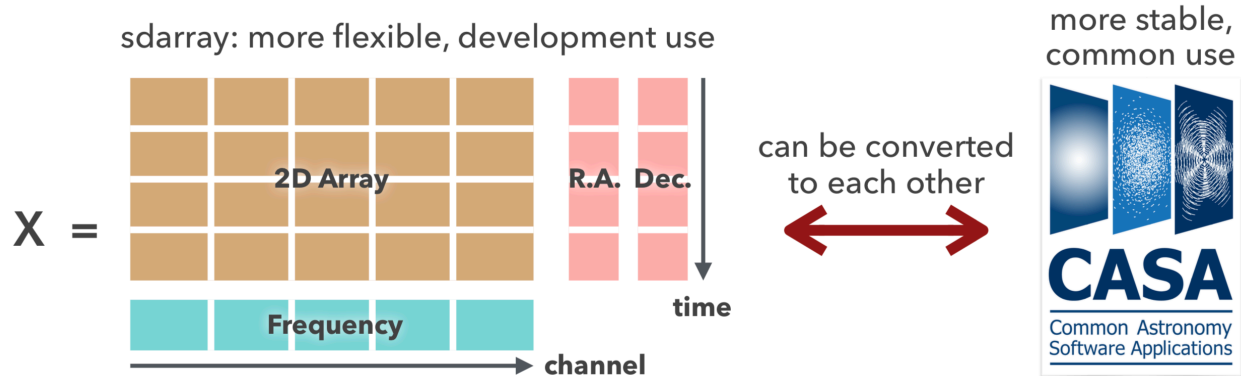 sdarray: more flexible, development use
X =
2D Array
R.A. Dec.
time
Frequency
channel
can be converted
to each other
more stable,
common use
CASA
Common Astronomy
Software Applications